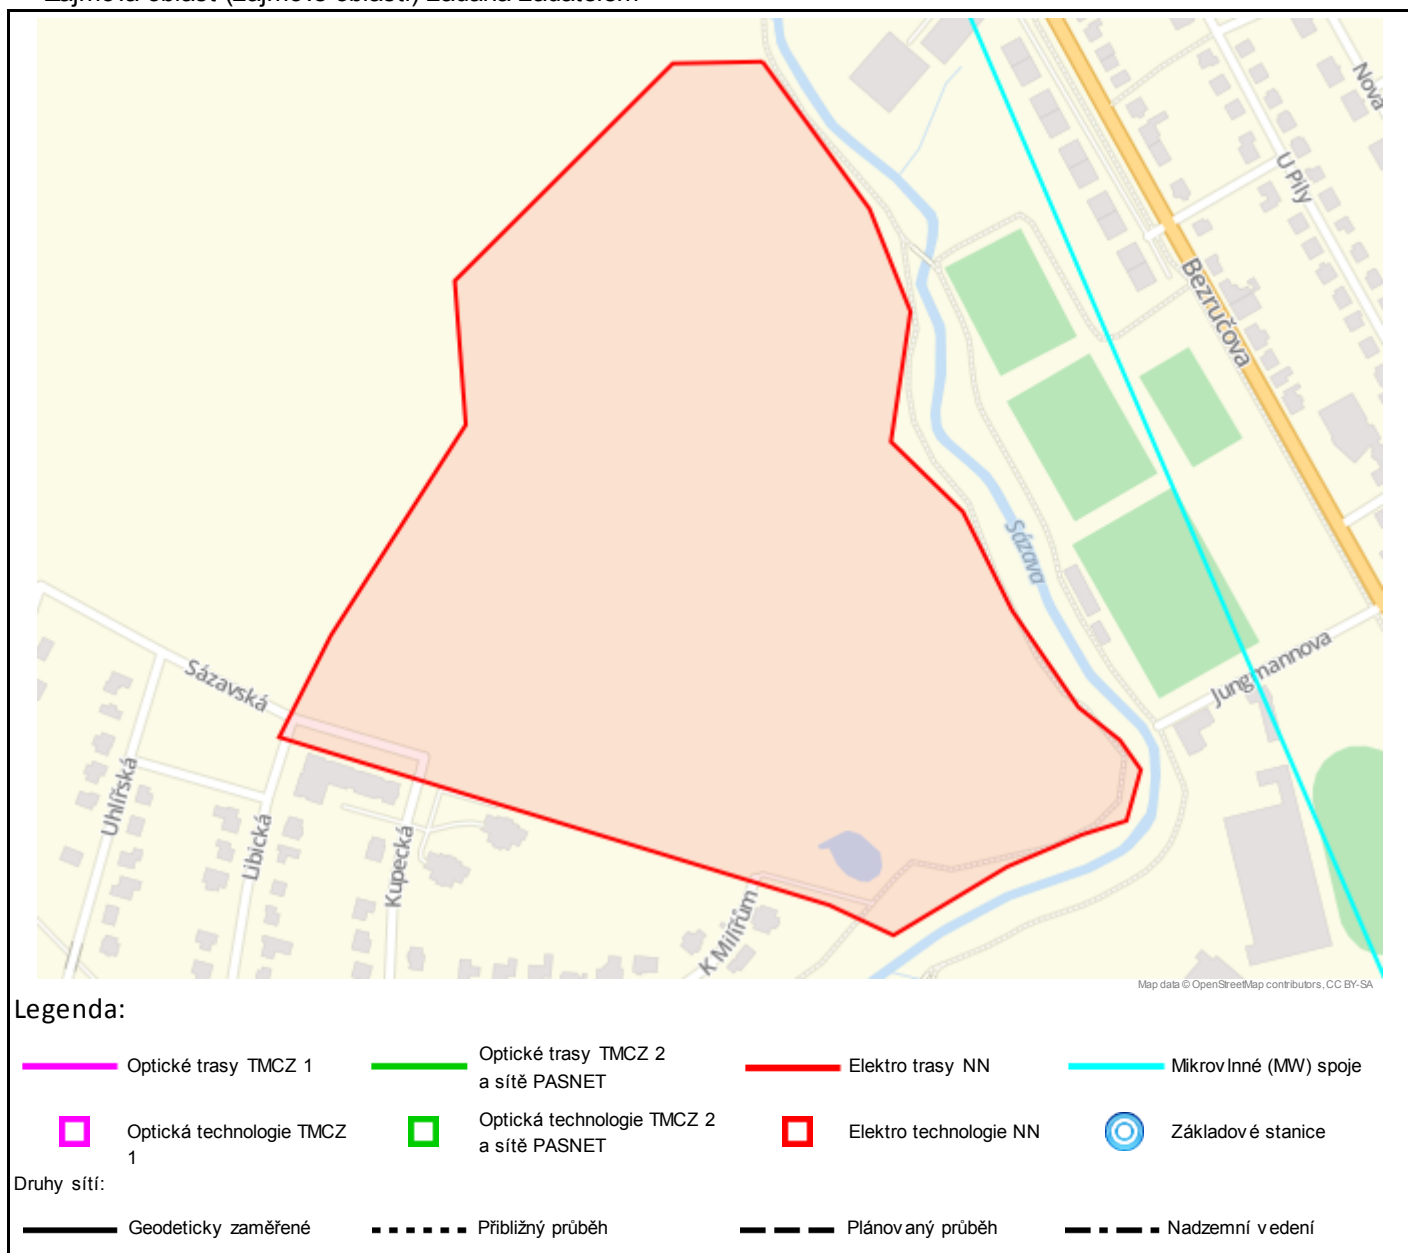 Nová
U Pily
Bezručova
Sázava
Jungmannova
Sázavská
Uhlířská
Libická
Kupecká
K Milířům
Map data © OpenStreetMap contributors, CC BY-SA
Legenda:
Optické trasy TMCZ 1
Optické trasy TMCZ 2
a sítě PASNET
Elektro trasy NN
Mikrovlnné (MW) spoje
Optická technologie TMCZ
1
Optická technologie TMCZ 2
a sítě PASNET
Elektro technologie NN
Základové stanice
Druhy sítí:
Geodeticky zaměřené
Přibližný průběh
Plánovaný průběh
Nadzemní vedení